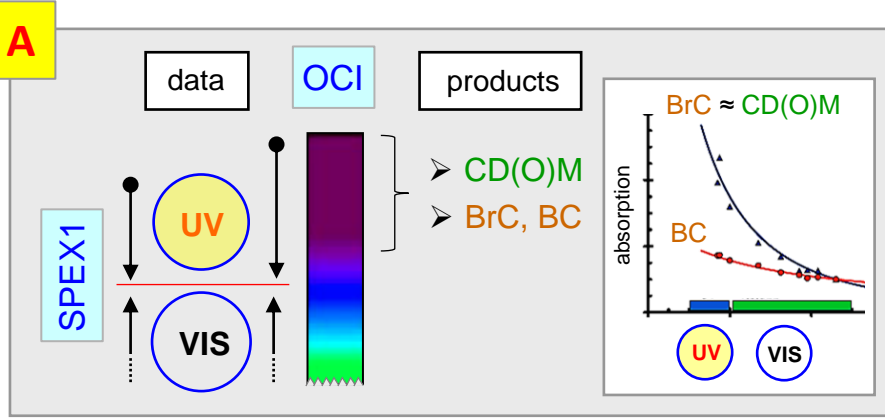 A
data
OCI
products
BrC ≈ CD(O)M
➢ CD(O)M
UV
➢ BrC, BC
BC
absorption
SPEX1
VIS
UV
VIS